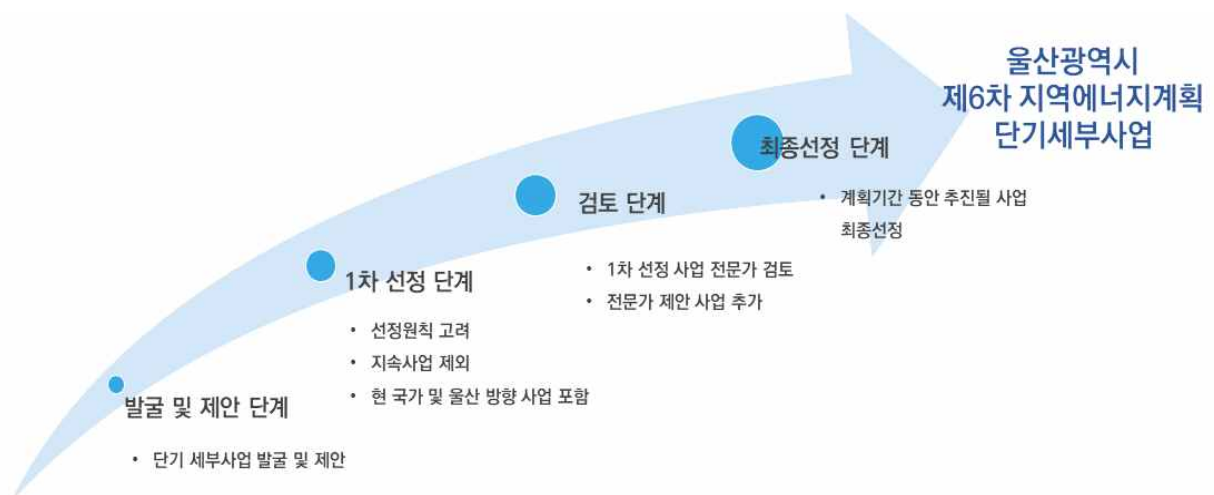 울산광역시
제6차 지역에너지계획
단기세부사업
최종선정 단계
• 계획기간 동안 추진될 사업
최종선정
검토 단계
• 1차 선정 사업 전문가 검토
• 전문가 제안 사업 추가
1차 선정 단계
• 선정원칙 고려
• 지속사업 제외
• 현 국가 및 울산 방향 사업 포함
발굴 및 제안 단계
• 단기 세부사업 발굴 및 제안